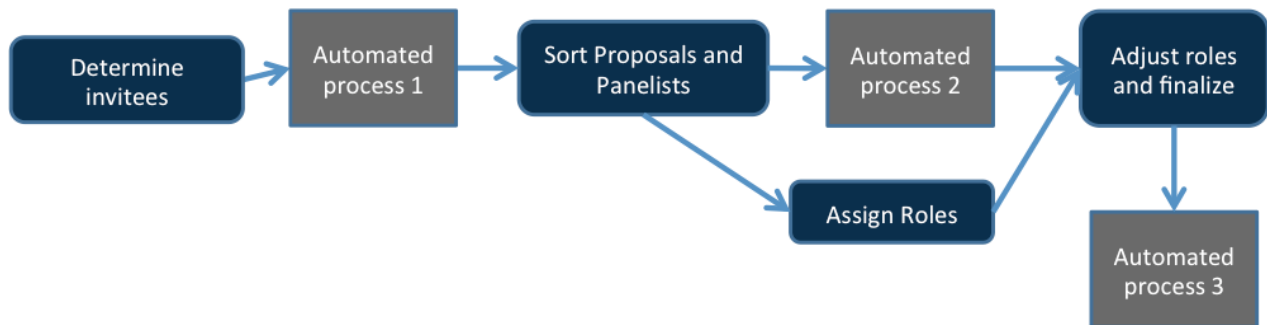 Determine
invitees
Automated
process 1
Sort Proposals and
Panelists
Automated
process 2
Adjust roles
and finalize
Assign Roles
Automated
process 3